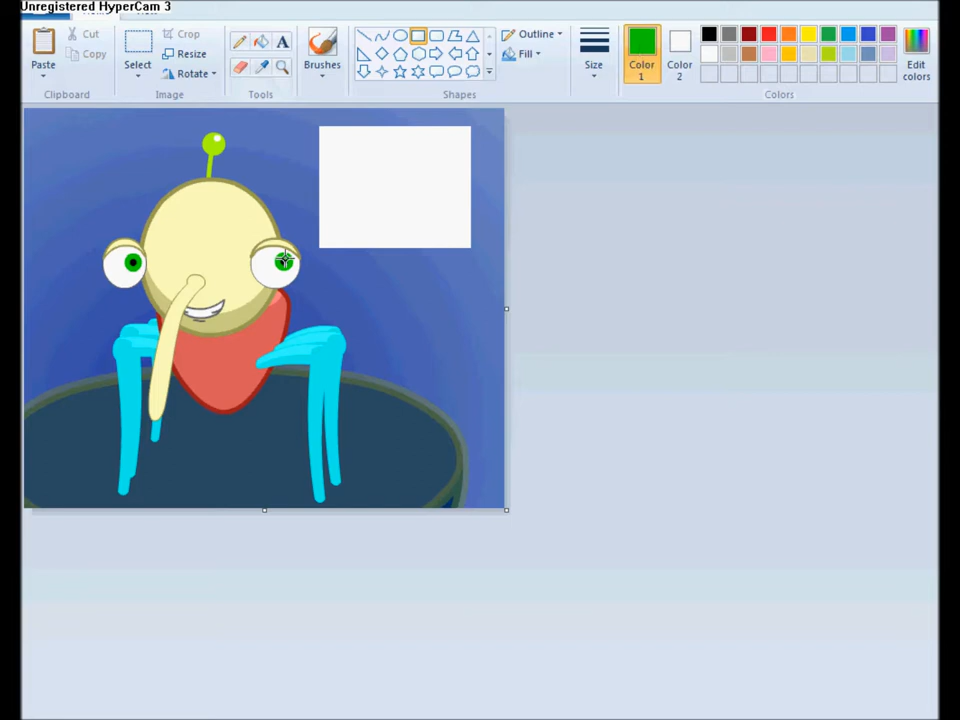 Unregistered HyperCam 3
Paste
Cut
Copy
Clipboard
Select
Crop
Resize
Rotate
Image
A
Tools
Brushes
Shapes
Outline
Fill
Size
Color
1
Color
2
Colors
Edit
colors